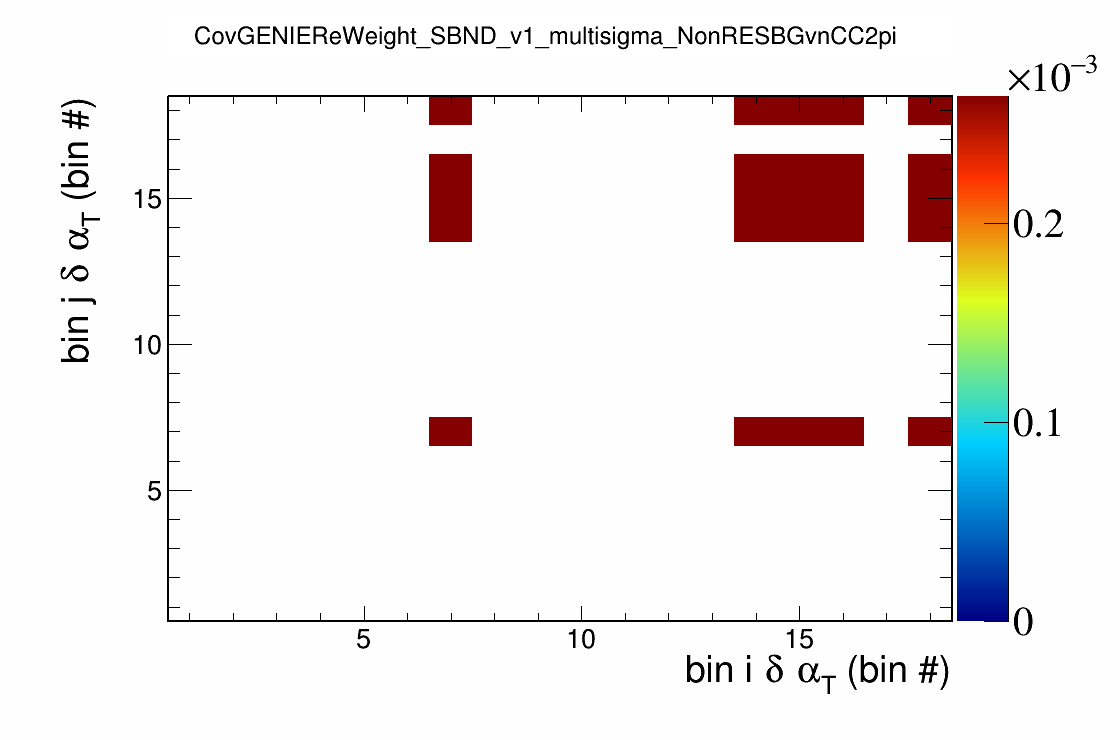 CovGENIEReWeight_SBND_v1_multisigma_NonRESBGvnCC2pi
×10⁻³
bin j δ α_T (bin #)
15
10
5
0.2
0.1
0
5 10 15
bin i δ α_T (bin #)